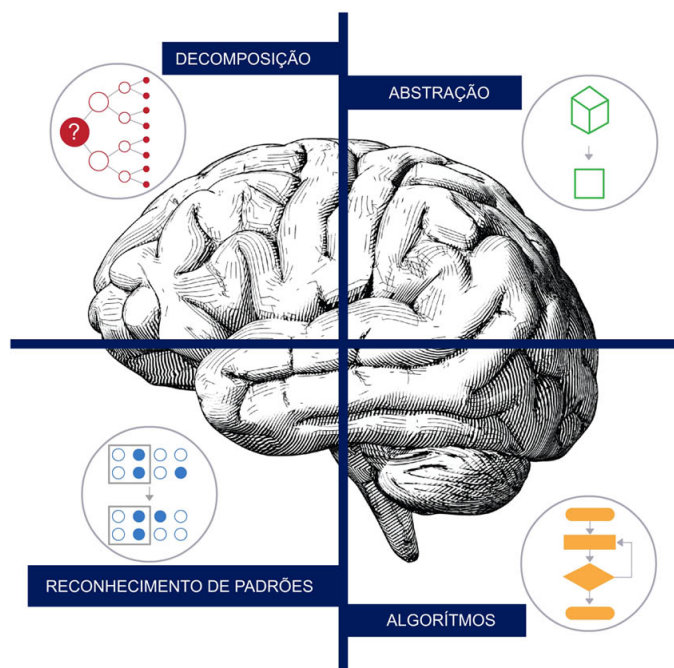 DECOMPOSIÇÃO
ABSTRAÇÃO
?
RECONHECIMENTO DE PADRÕES
ALGORÍTMOS